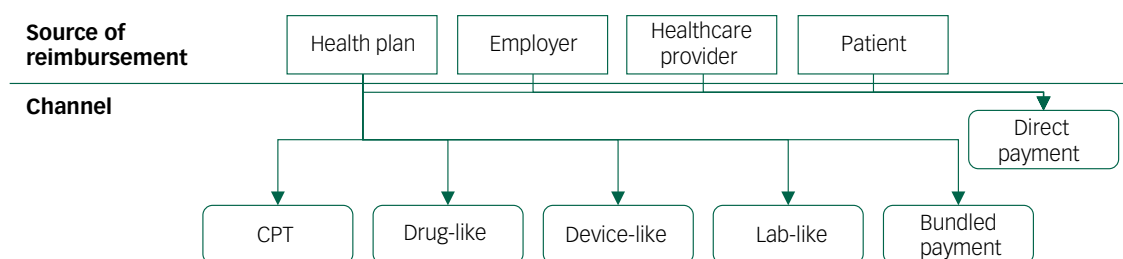 Source of
reimbursement
Health plan
Employer
Healthcare
provider
Patient
Channel
Direct
payment
CPT
Drug-like
Device-like
Lab-like
Bundled
payment